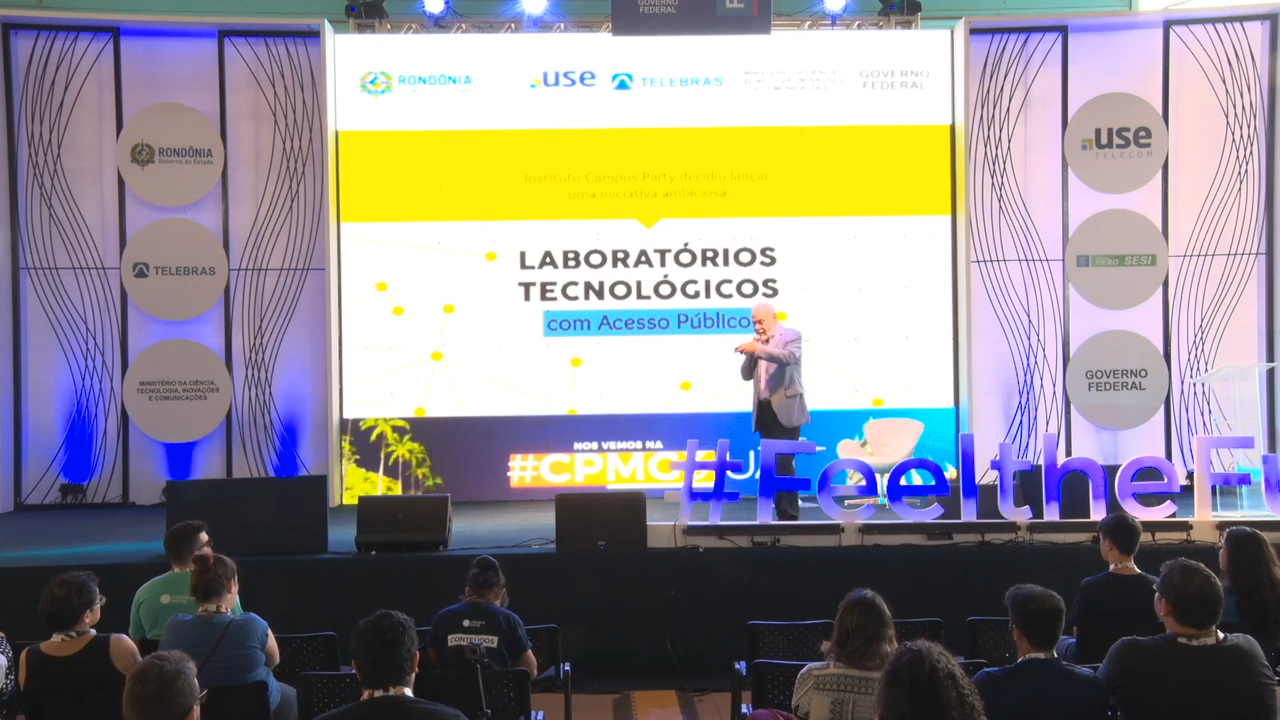 GOVERNO
FEDERAL
RONDÔNIA
USE
TELEBRAS
GOVERNO
FEDERAL
Instituto Campus Party decidiu lançar
uma iniciativa ambiciosa
LABORATÓRIOS
TECNOLÓGICOS
com Acesso Público
NOS VEMOS NA
#CPMC
#FeeltheFu
RONDÔNIA
Governo do Estado
TELEBRAS
MINISTÉRIO DA CIÊNCIA,
TECNOLOGIA, INOVAÇÕES
E COMUNICAÇÕES
USE
TELECOM
FIERO SESI
GOVERNO
FEDERAL
CONTEÚDOS